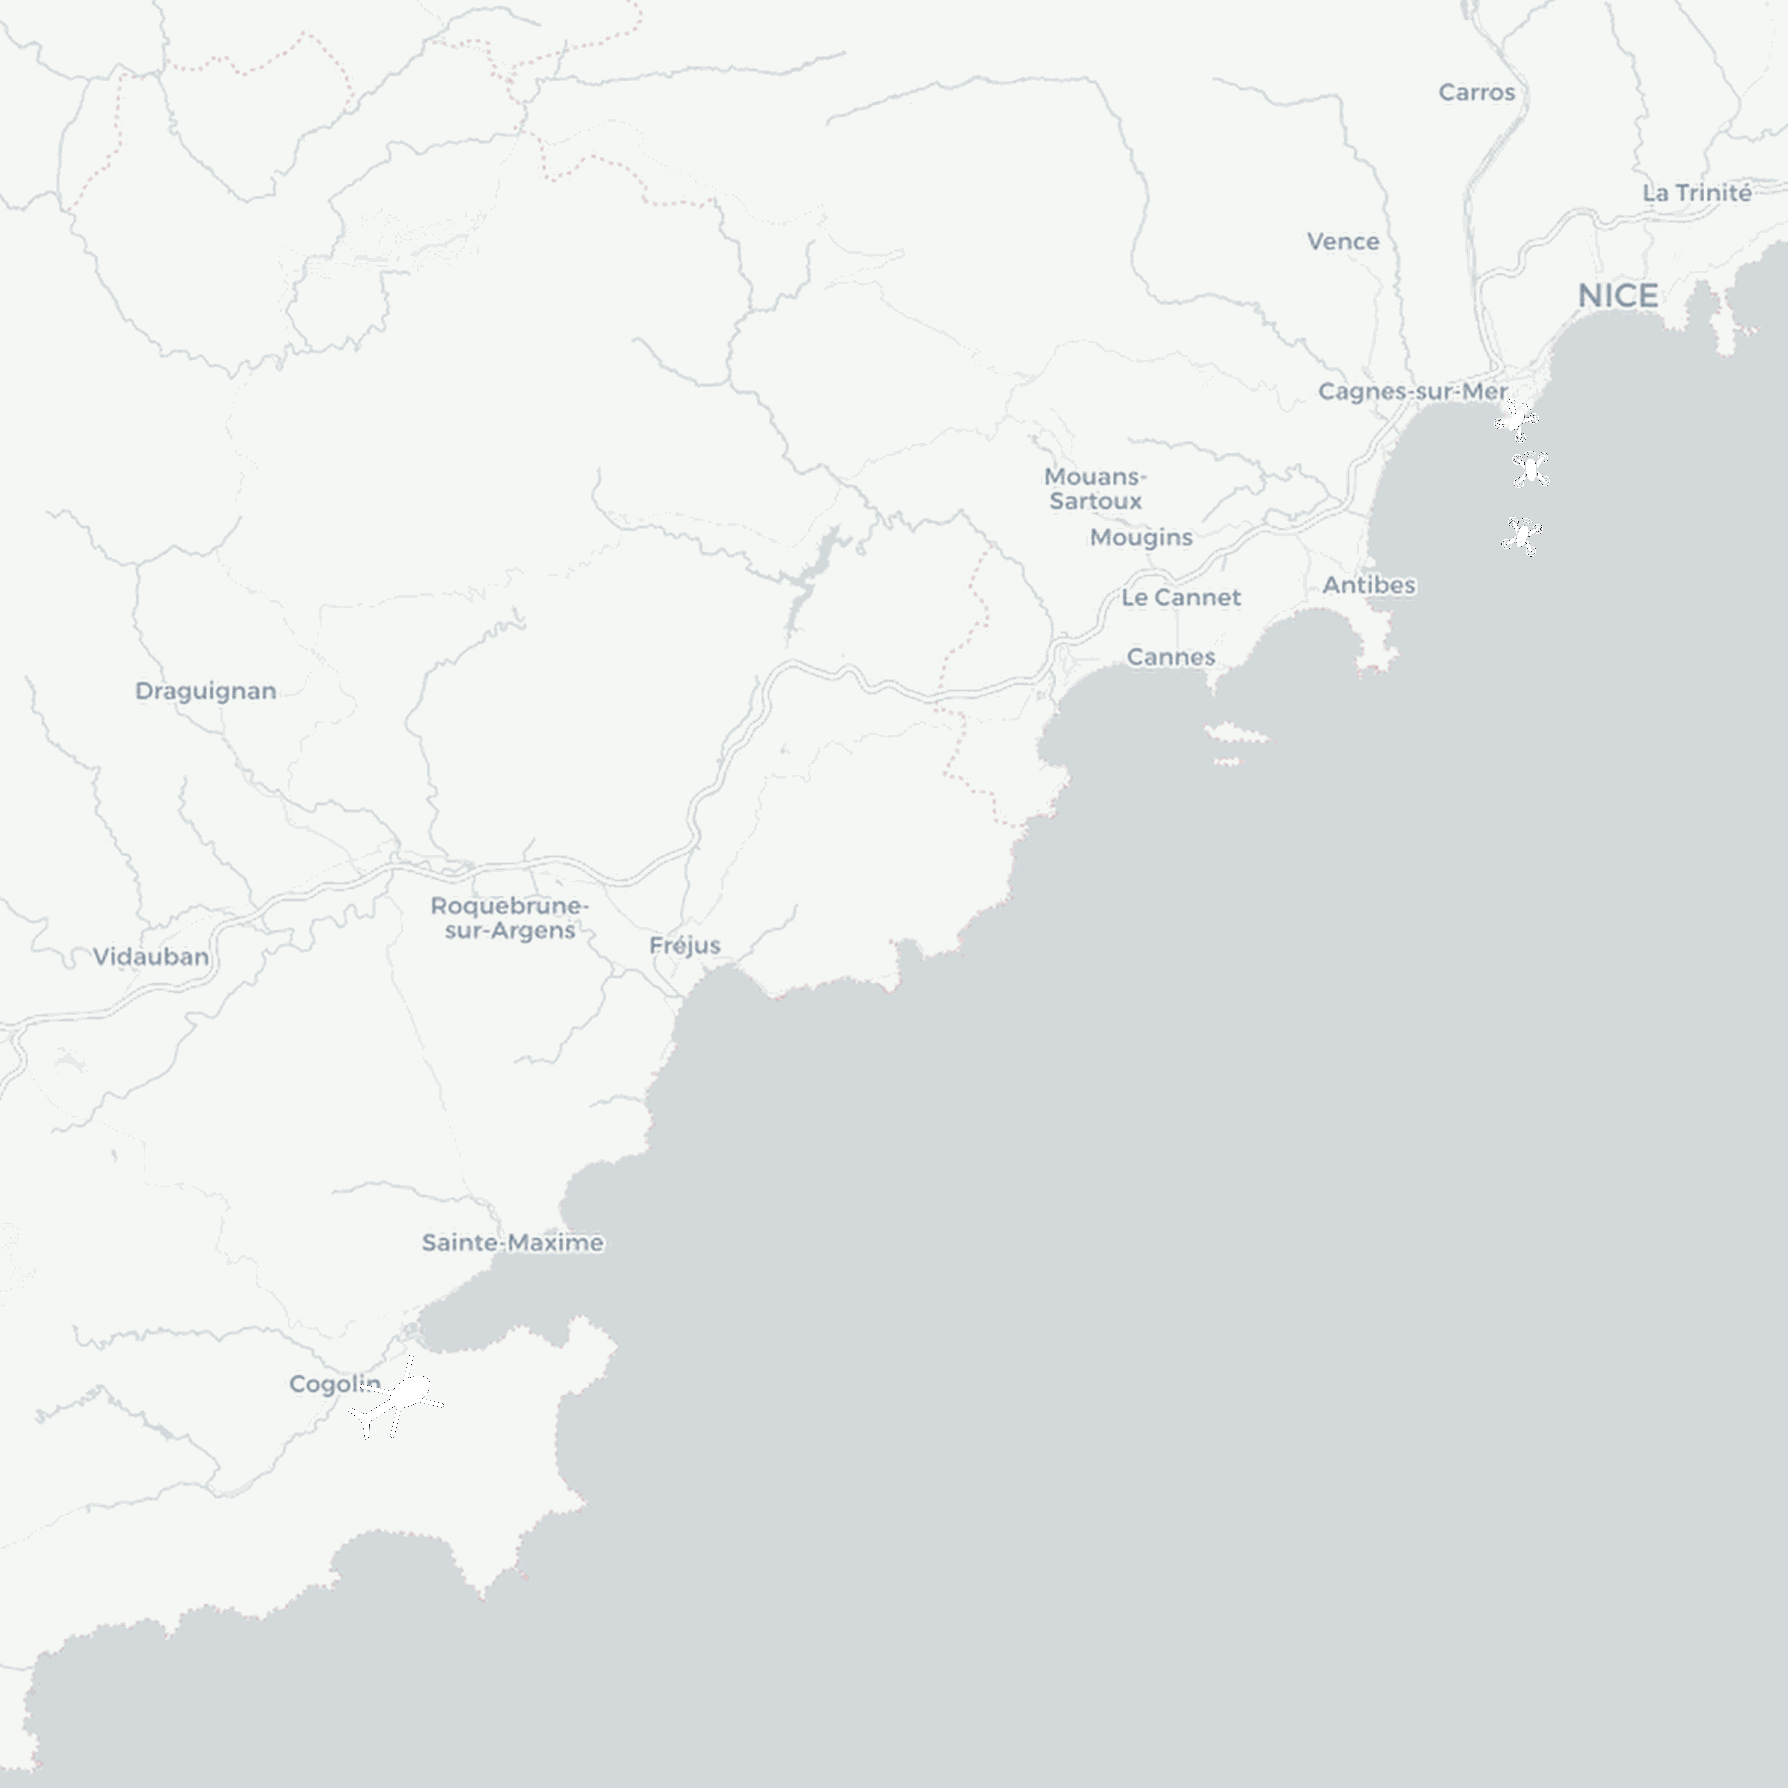 Carros
La Trinité
Vence
NICE
Cagnes-sur-Mer
Mouans-
Sartoux
Mougins
Antibes
Le Cannet
Cannes
Draguignan
Roquebrune-
sur-Argens
Fréjus
Vidauban
Sainte-Maxime
Cogolin